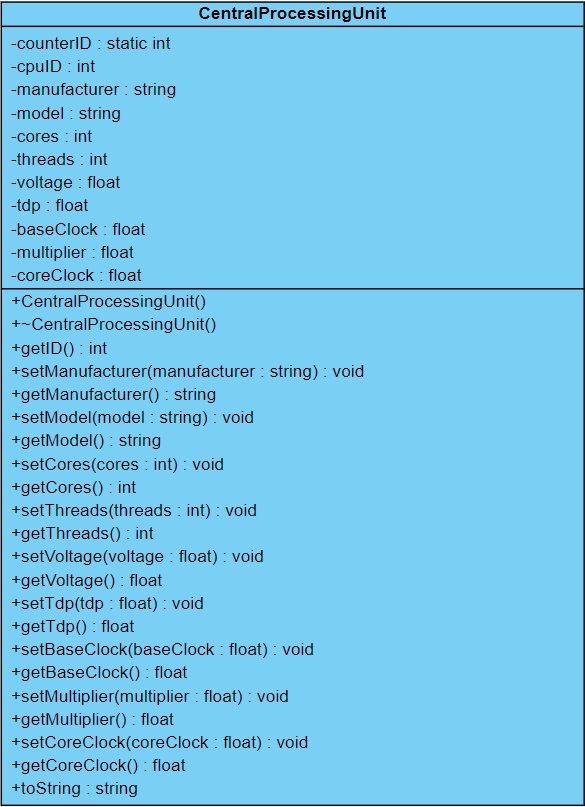 CentralProcessingUnit
-counterID : static int
-cpuID : int
-manufacturer : string
-model : string
-cores : int
-threads : int
-voltage : float
-tdp : float
-baseClock : float
-multiplier : float
-coreClock : float
+CentralProcessingUnit()
+~CentralProcessingUnit()
+getID() : int
+setManufacturer(manufacturer : string) : void
+getManufacturer() : string
+setModel(model : string) : void
+getModel() : string
+setCores(cores : int) : void
+getCores() : int
+setThreads(threads : int) : void
+getThreads() : int
+setVoltage(voltage : float) : void
+getVoltage() : float
+setTdp(tdp : float) : void
+getTdp() : float
+setBaseClock(baseClock : float) : void
+getBaseClock() : float
+setMultiplier(multiplier : float) : void
+getMultiplier() : float
+setCoreClock(coreClock : float) : void
+getCoreClock() : float
+toString : string